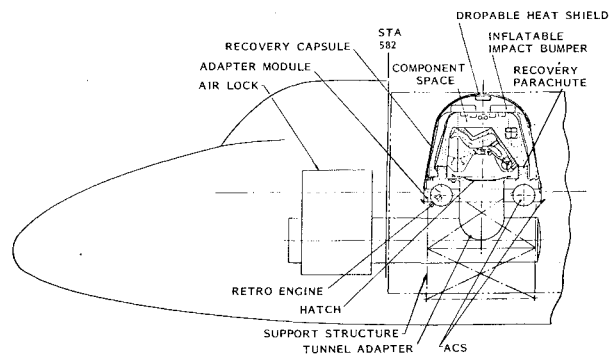 DROPABLE HEAT SHIELD
STA
582
INFLATABLE
IMPACT BUMPER
RECOVERY CAPSULE
ADAPTER MODULE
COMPONENT
SPACE
RECOVERY
PARACHUTE
AIR LOCK
RETRO ENGINE
HATCH
SUPPORT STRUCTURE
TUNNEL ADAPTER
ACS